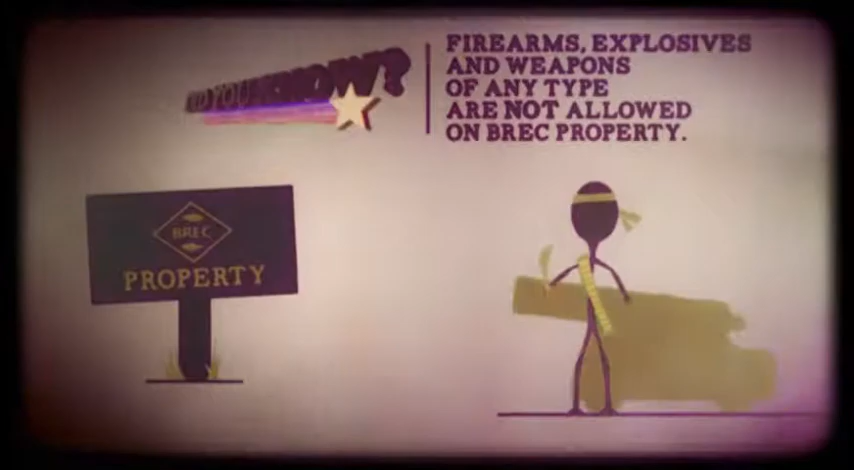 DID YOU KNOW?
FIREARMS, EXPLOSIVES
AND WEAPONS
OF ANY TYPE
ARE NOT ALLOWED
ON BREC PROPERTY.
BREC
PROPERTY